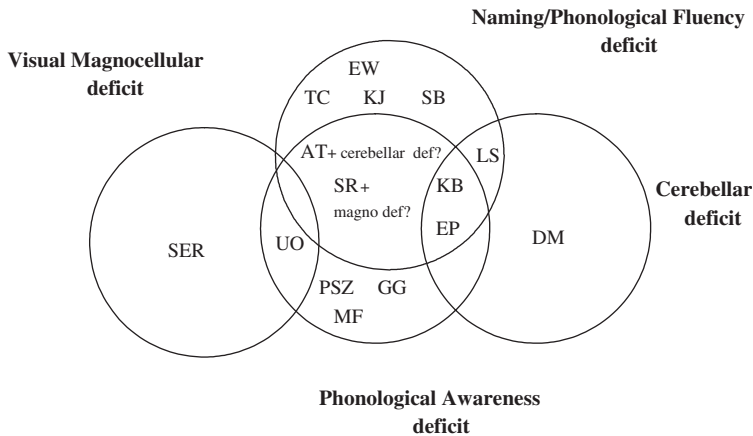 Naming/Phonological Fluency
deficit
Visual Magnocellular
deficit
EW
TC KJ SB
AT+ cerebellar def?
LS
SR+
KB
magno def?
Cerebellar
deficit
EP
SER
UO
DM
PSZ GG
MF
Phonological Awareness
deficit